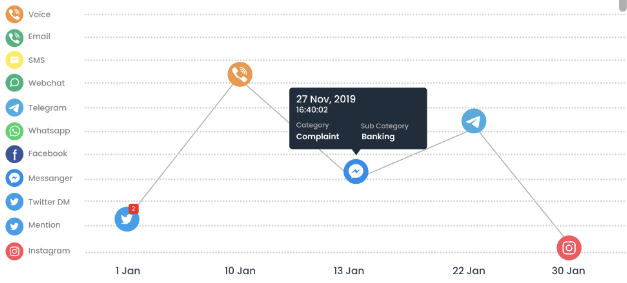 Voice
Email
SMS
Webchat
Telegram
Whatsapp
Facebook
Messanger
Twitter DM
Mention
Instagram
27 Nov, 2019
16:40:02
Category Sub Category
Complaint Banking
2
1 Jan 10 Jan 13 Jan 22 Jan 30 Jan